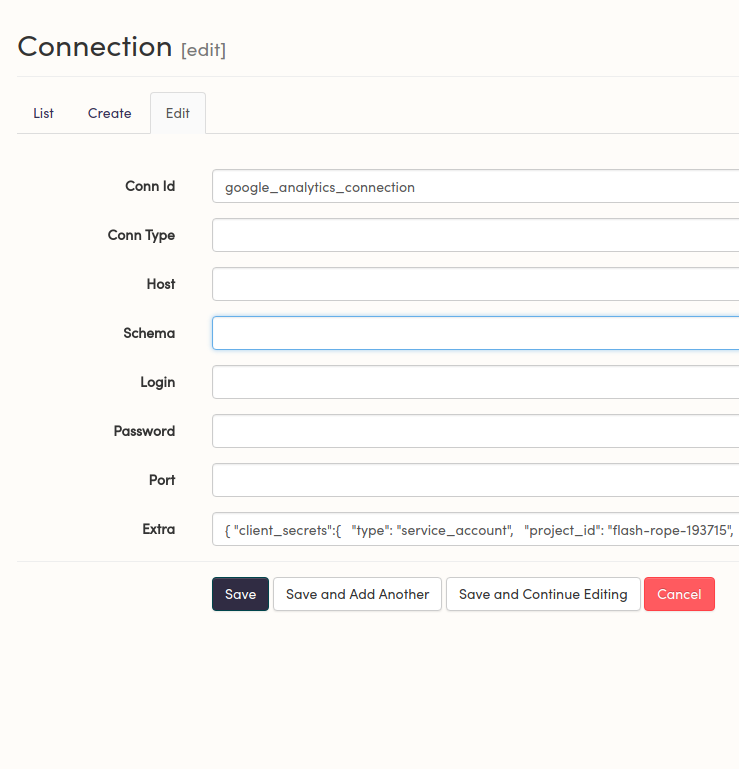 Connection [edit]
List Create Edit
Conn Id google_analytics_connection
Conn Type
Host
Schema
Login
Password
Port
Extra { "client_secrets":{ "type": "service_account", "project_id": "flash-rope-193715",
Save Save and Add Another Save and Continue Editing Cancel